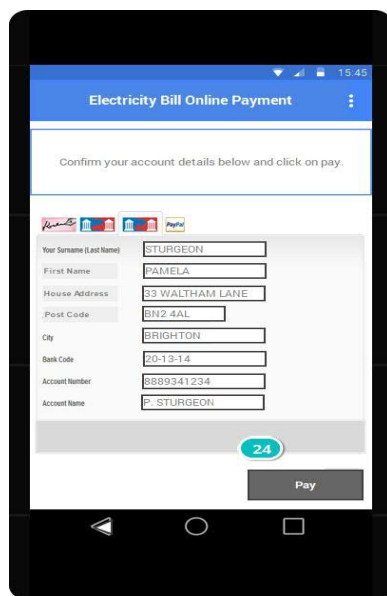 15:45
Electricity Bill Online Payment
Confirm your account details below and click on pay.
PayPal
Your Surname (Last Name) STURGEON
First Name PAMELA
House Address 33 WALTHAM LANE
Post Code BN2 4AL
City BRIGHTON
Bank Code 20-13-14
Account Number 8889341234
Account Name P. STURGEON
24
Pay